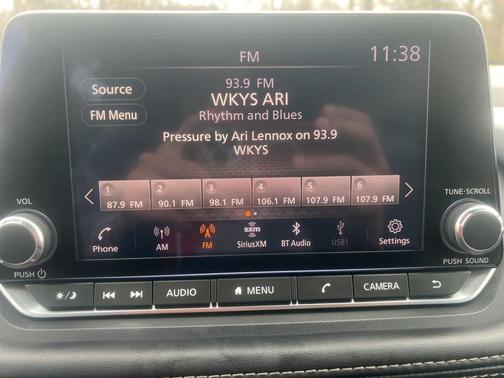 FM
11:38
Source
93.9 FM
WKYS ARI
FM Menu
Rhythm and Blues
Pressure by Ari Lennox on 93.9
WKYS
VOL
TUNE·SCROLL
1 2 3 4 5 6
87.9 FM 90.1 FM 98.1 FM 106.1 FM 107.9 FM 107.9 FM
Phone
AM
FM
sxm
SiriusXM
BT Audio
USB1
Settings
PUSH
PUSH SOUND
AUDIO
MENU
CAMERA